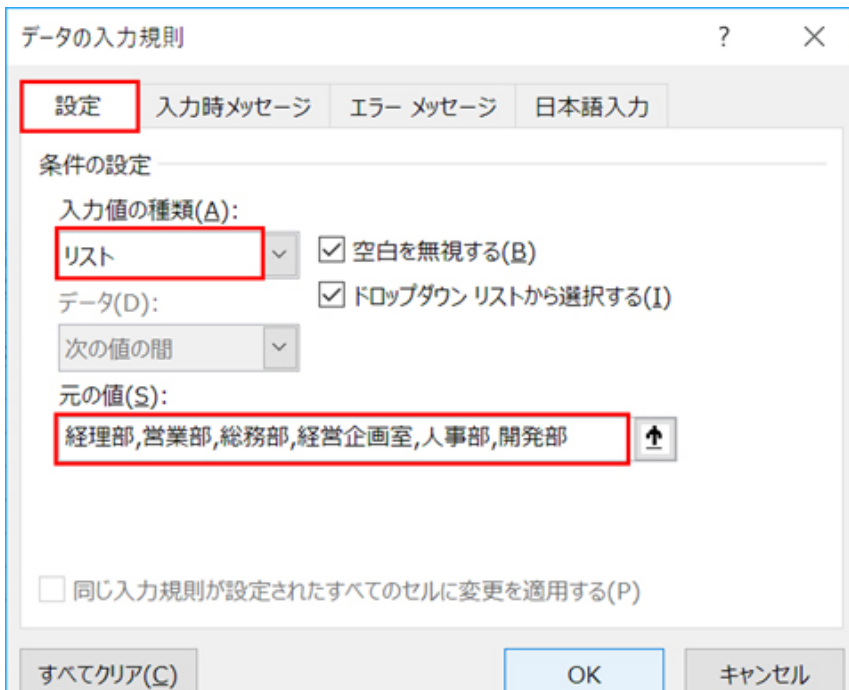 データの入力規則 ?
設定 入力時メッセージ エラー メッセージ 日本語入力
条件の設定
入力値の種類(A):
リスト 空白を無視する(B)
データ(D): ドロップダウン リストから選択する(I)
次の値の間
元の値(S):
経理部,営業部,総務部,経営企画室,人事部,開発部
同じ入力規則が設定されたすべてのセルに変更を適用する(P)
すべてクリア(C) OK キャンセル